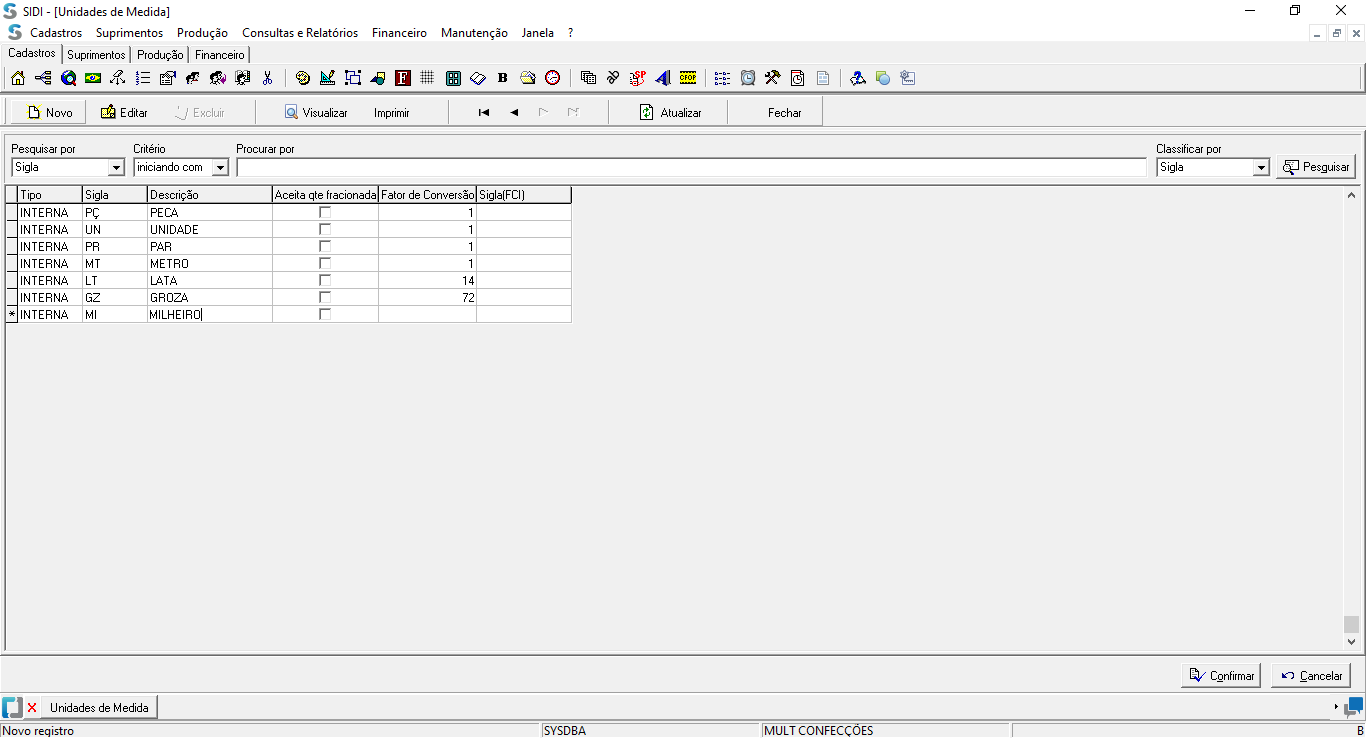 SIDI - [Unidades de Medida]
Cadastros Suprimentos Produção Consultas e Relatórios Financeiro Manutenção Janela ?
Cadastros Suprimentos Produção Financeiro
F B SP CFOP
Novo Editar Excluir Visualizar Imprimir Atualizar Fechar
Pesquisar por Critério Procurar por Classificar por
Sigla iniciando com Sigla Pesquisar
Tipo Sigla Descrição Aceita qte fracionada Fator de Conversão Sigla(FCI)
INTERNA PÇ PECA 1
INTERNA UN UNIDADE 1
INTERNA PR PAR 1
INTERNA MT METRO 1
INTERNA LT LATA 14
INTERNA GZ GROZA 72
* INTERNA MI MILHEIRO
Confirmar Cancelar
Unidades de Medida
Novo registro SYSDBA MULT CONFECÇÕES B